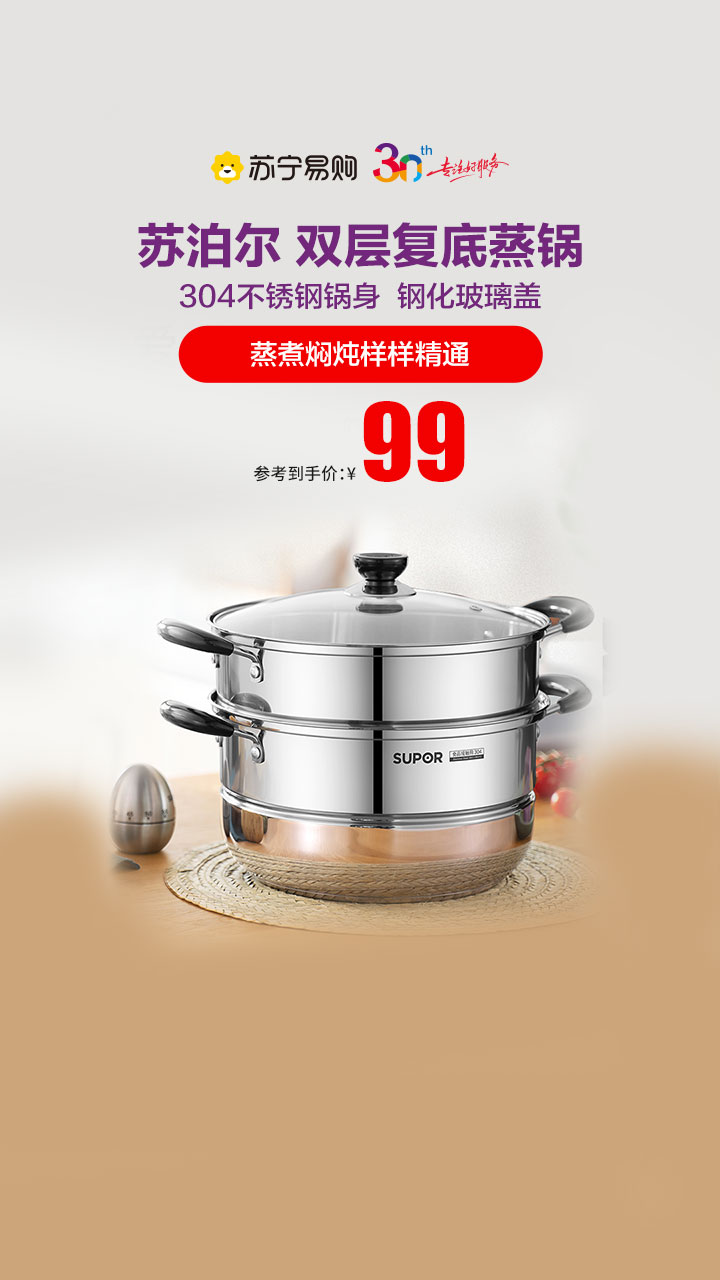 苏宁易购 30th 专注好服务
苏泊尔 双层复底蒸锅
304不锈钢锅身 钢化玻璃盖
蒸煮焖炖样样精通
参考到手价:¥ 99
SUPOR